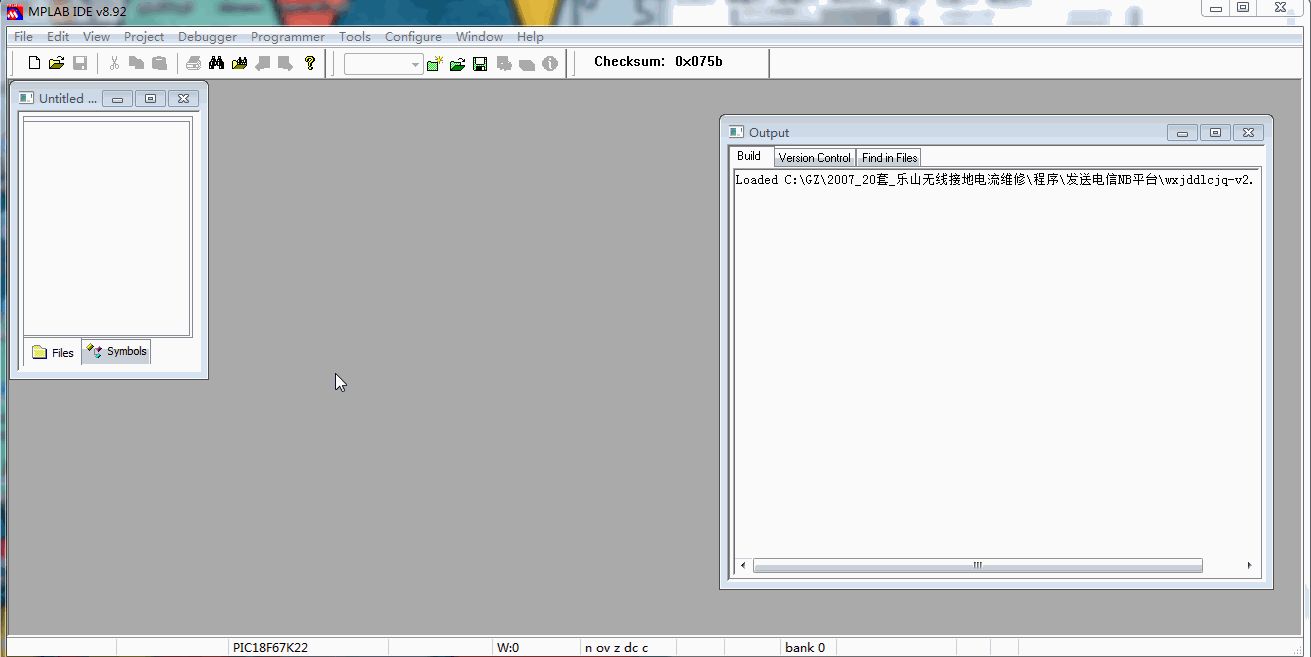 MPLAB IDE v8.92
File Edit View Project Debugger Programmer Tools Configure Window Help
Checksum: 0x075b
Untitled ...
Files Symbols
Output
Build Version Control Find in Files
Loaded C:\GZ\2007_20套_乐山无线接地电流维修\程序\发送电信NB平台\wxjddlcjq-v2.
PIC18F67K22 W:0 n ov z dc c bank 0